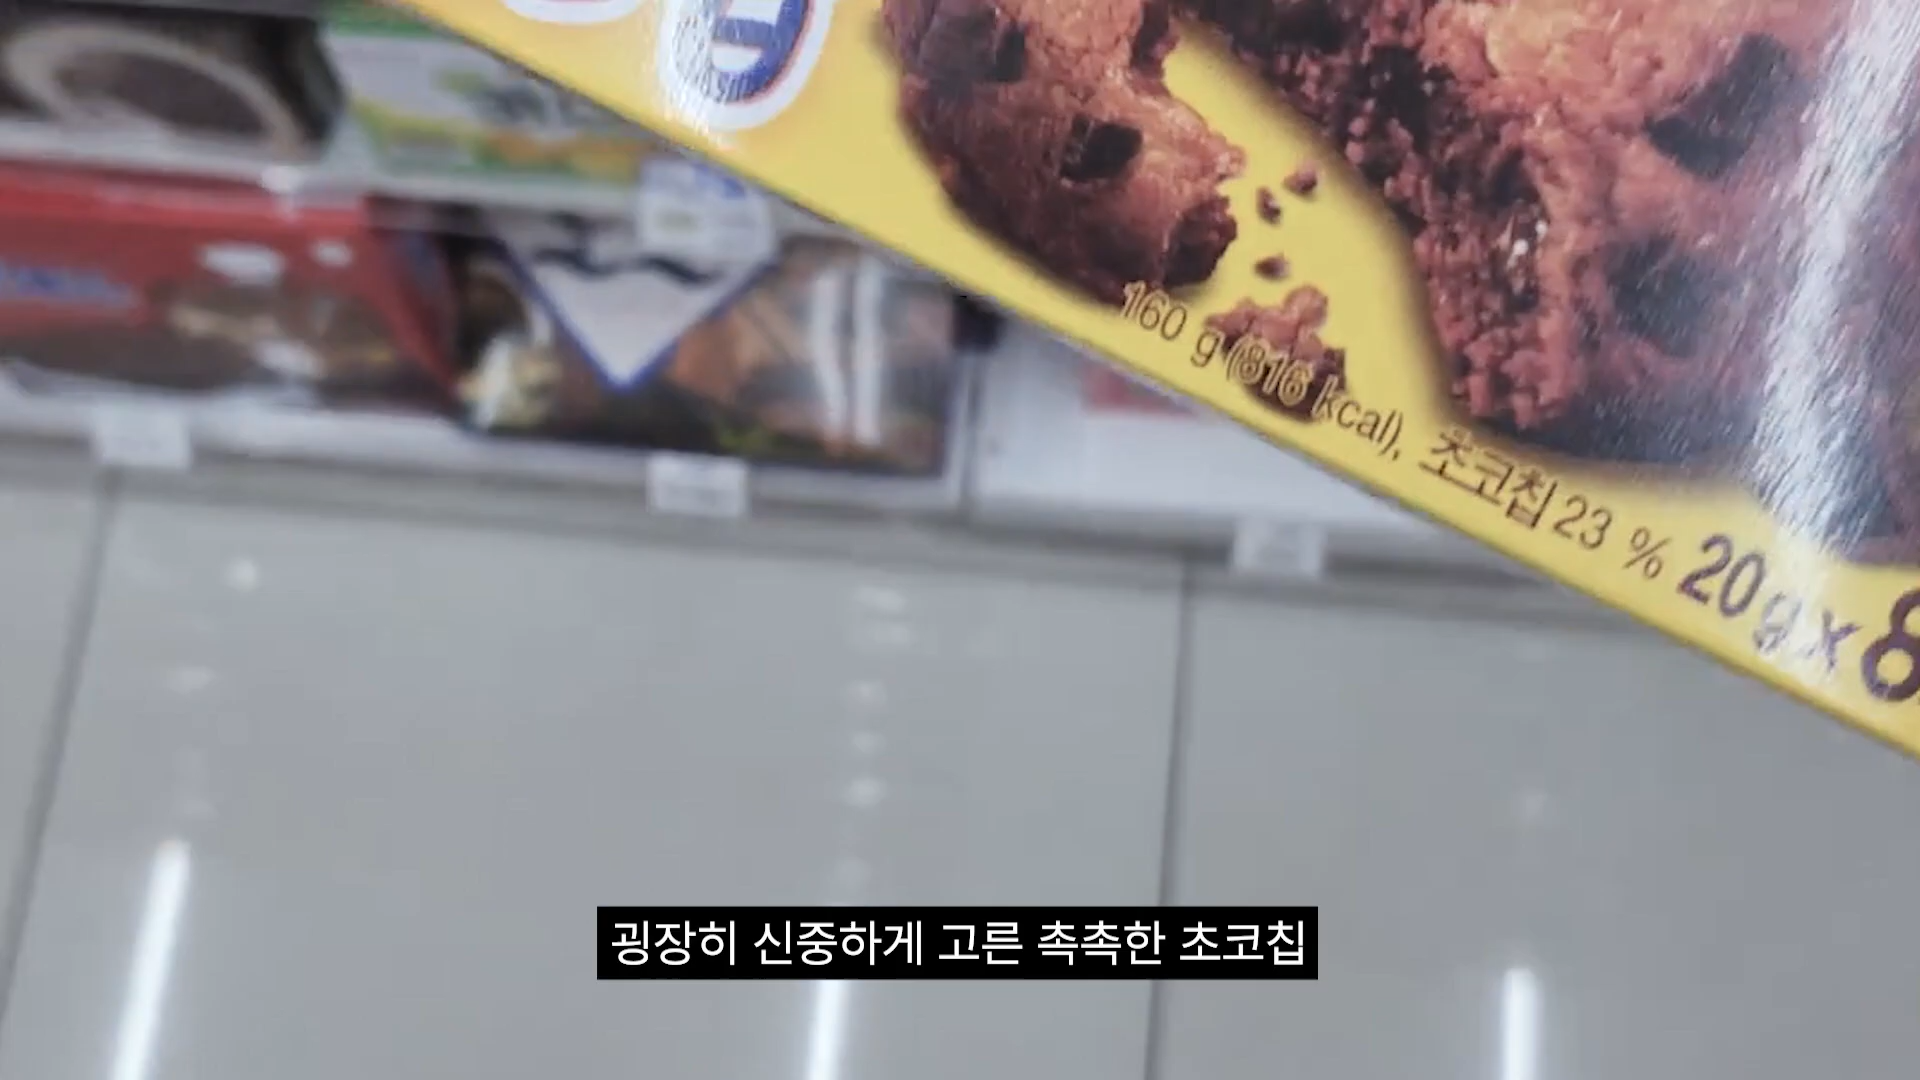 160 g (816 kcal), 초코칩 23 % 20g x 8
굉장히 신중하게 고른 촉촉한 초코칩